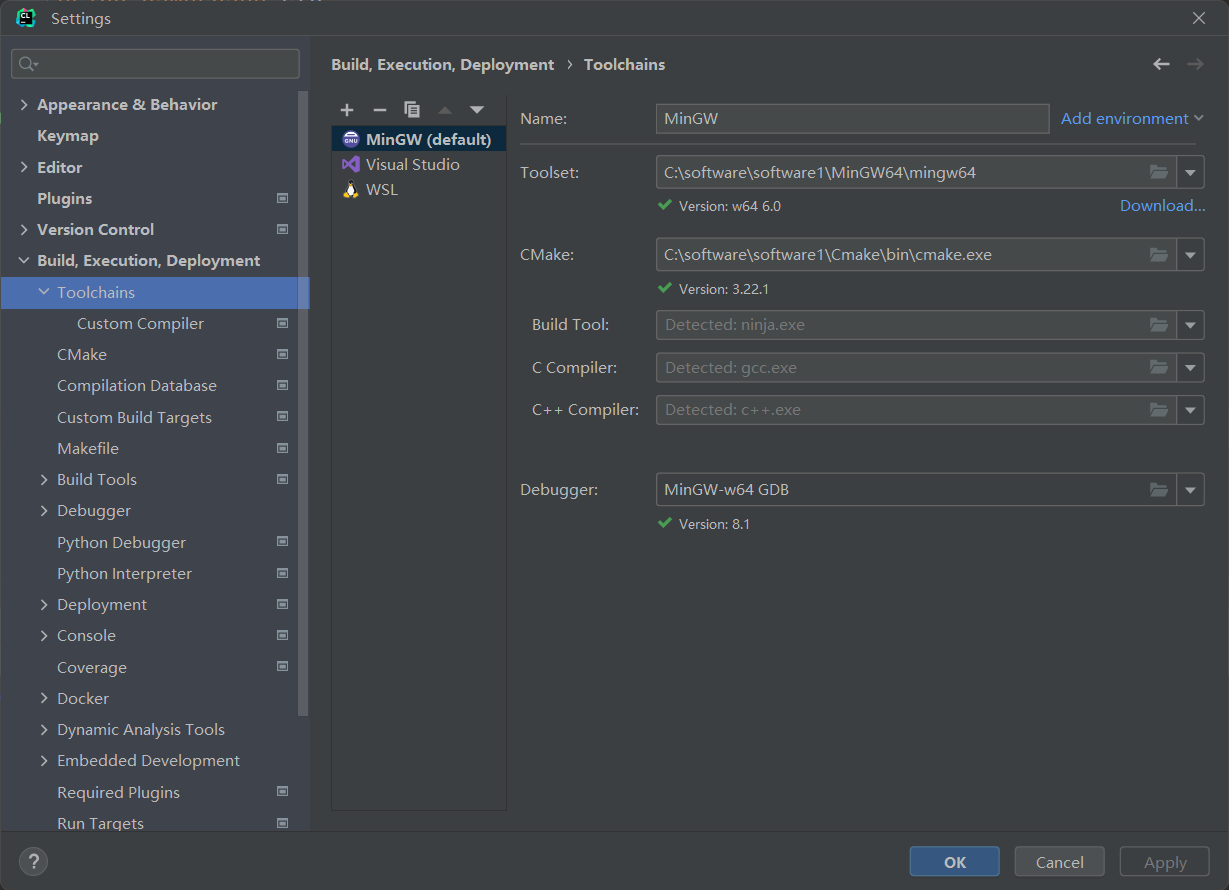 Settings
Build, Execution, Deployment › Toolchains
Appearance & Behavior
Keymap
Editor
Plugins
Version Control
Build, Execution, Deployment
Toolchains
Custom Compiler
CMake
Compilation Database
Custom Build Targets
Makefile
Build Tools
Debugger
Python Debugger
Python Interpreter
Deployment
Console
Coverage
Docker
Dynamic Analysis Tools
Embedded Development
Required Plugins
Run Targets
MinGW (default)
Visual Studio
WSL
Name: MinGW Add environment
Toolset: C:\software\software1\MinGW64\mingw64
Version: w64 6.0 Download...
CMake: C:\software\software1\Cmake\bin\cmake.exe
Version: 3.22.1
Build Tool: Detected: ninja.exe
C Compiler: Detected: gcc.exe
C++ Compiler: Detected: c++.exe
Debugger: MinGW-w64 GDB
Version: 8.1
? OK Cancel Apply